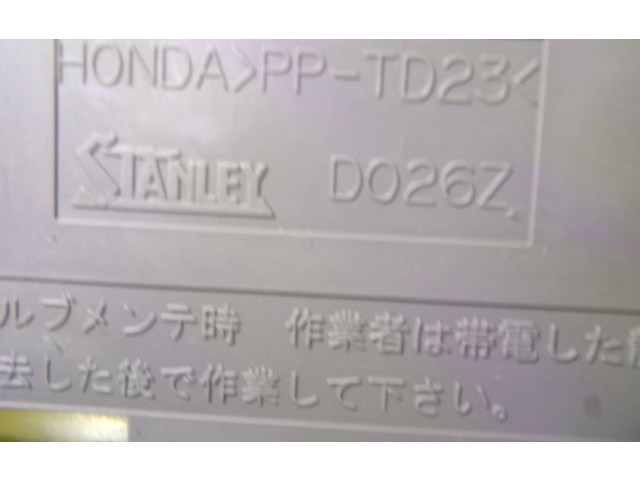 HONDA>PP-TD23<
STANLEY D026Z
ルブメンテ時 作業者は帯電した
去した後で作業して下さい。